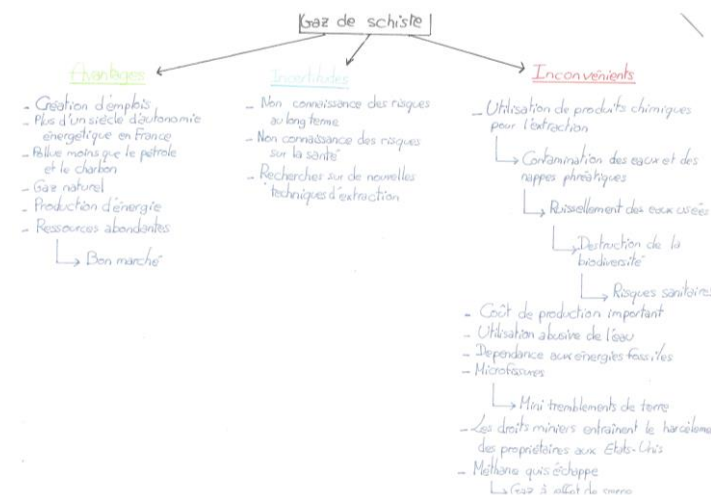 Gaz de schiste
Avantages
- Création d'emplois
- Plus d'un siècle d'autonomie
énergétique en France
- Pollue moins que le pétrole
et le charbon
- Gaz naturel
- Production d'énergie
- Ressources abondantes
→ Bon marché
Incertitudes
- Non connaissance des risques
au long terme
- Non connaissance des risques
sur la santé
- Recherches sur de nouvelles
techniques d'extraction
Inconvénients
- Utilisation de produits chimiques
pour l'extraction
→ Contamination des eaux et des
nappes phréatiques
→ Ruissellement des eaux usées
→ Destruction de la
biodiversité
→ Risques sanitaires
- Coût de production important
- Utilisation abusive de l'eau
- Dépendance aux énergies fossiles
- Microfissures
→ Mini tremblements de terre
- Les droits miniers entraînent le harcèleme
des propriétaires aux Etats-Unis
- Méthane qui s'échappe
→ Gaz à effet de serre